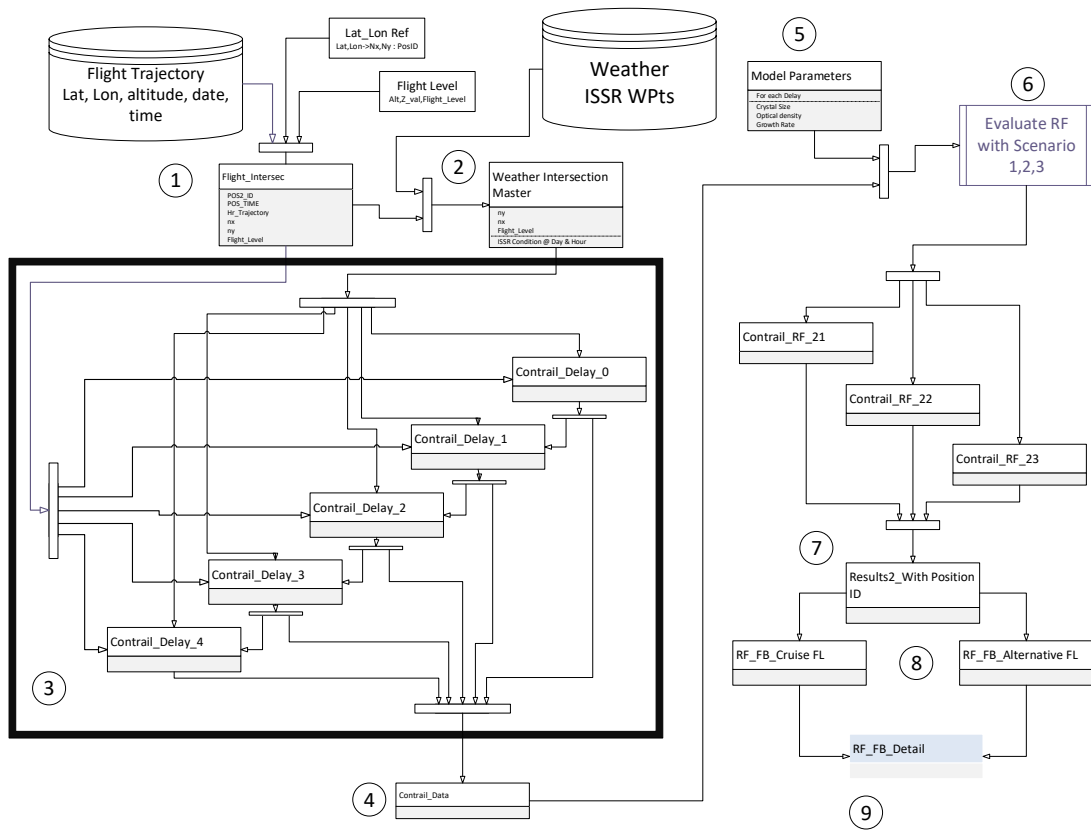 Flight Trajectory
Lat, Lon, altitude, date,
time
Lat_Lon Ref
Lat,Lon->Nx,Ny : PosID
Flight Level
Alt,Z_val,Flight_Level
Weather
ISSR WPts
1
Flight_Intersec
POS2_ID
POS_TIME
Hr_Trajectory
nx
ny
Flight_Level
2
Weather Intersection
Master
ny
nx
Flight_Level
ISSR Condition @ Day & Hour
Contrail_Delay_0
Contrail_Delay_1
Contrail_Delay_2
Contrail_Delay_3
Contrail_Delay_4
3
4
Contrail_Data
5
Model Parameters
For each Delay
Crystal Size
Optical density
Growth Rate
6
Evaluate RF
with Scenario
1,2,3
Contrail_RF_21
Contrail_RF_22
Contrail_RF_23
7
Results2_With Position
ID
RF_FB_Cruise FL
8
RF_FB_Alternative FL
RF_FB_Detail
9